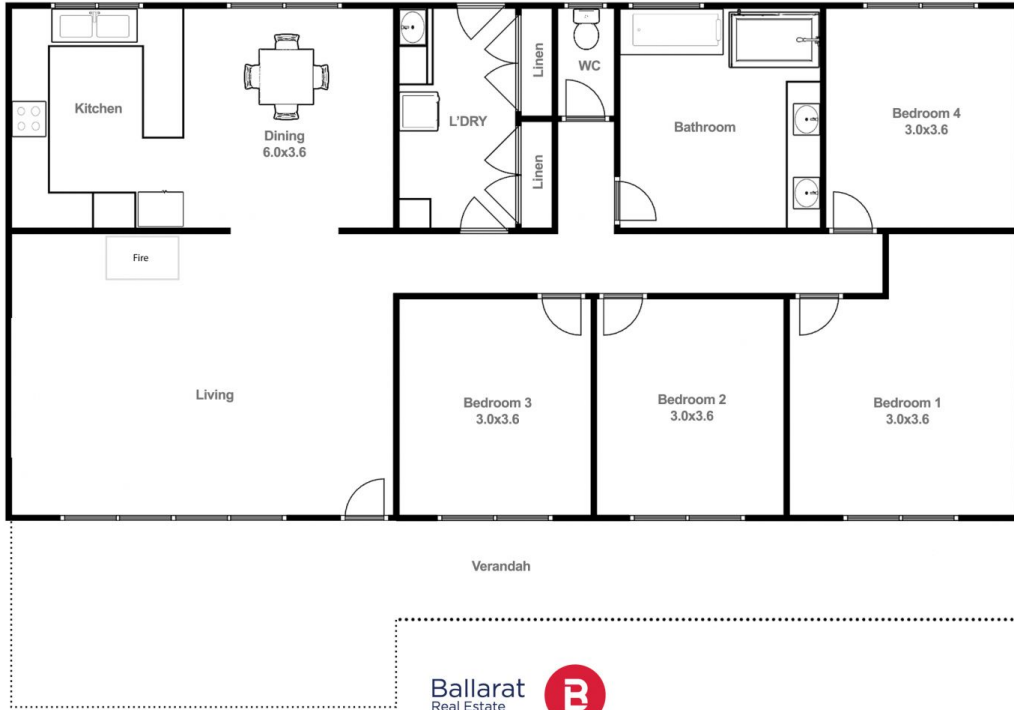 Kitchen
Dining
6.0x3.6
L'DRY
Linen
Linen
WC
Bathroom
Bedroom 4
3.0x3.6
Fire
Living
Bedroom 3
3.0x3.6
Bedroom 2
3.0x3.6
Bedroom 1
3.0x3.6
Verandah
Ballarat
Real Estate
B